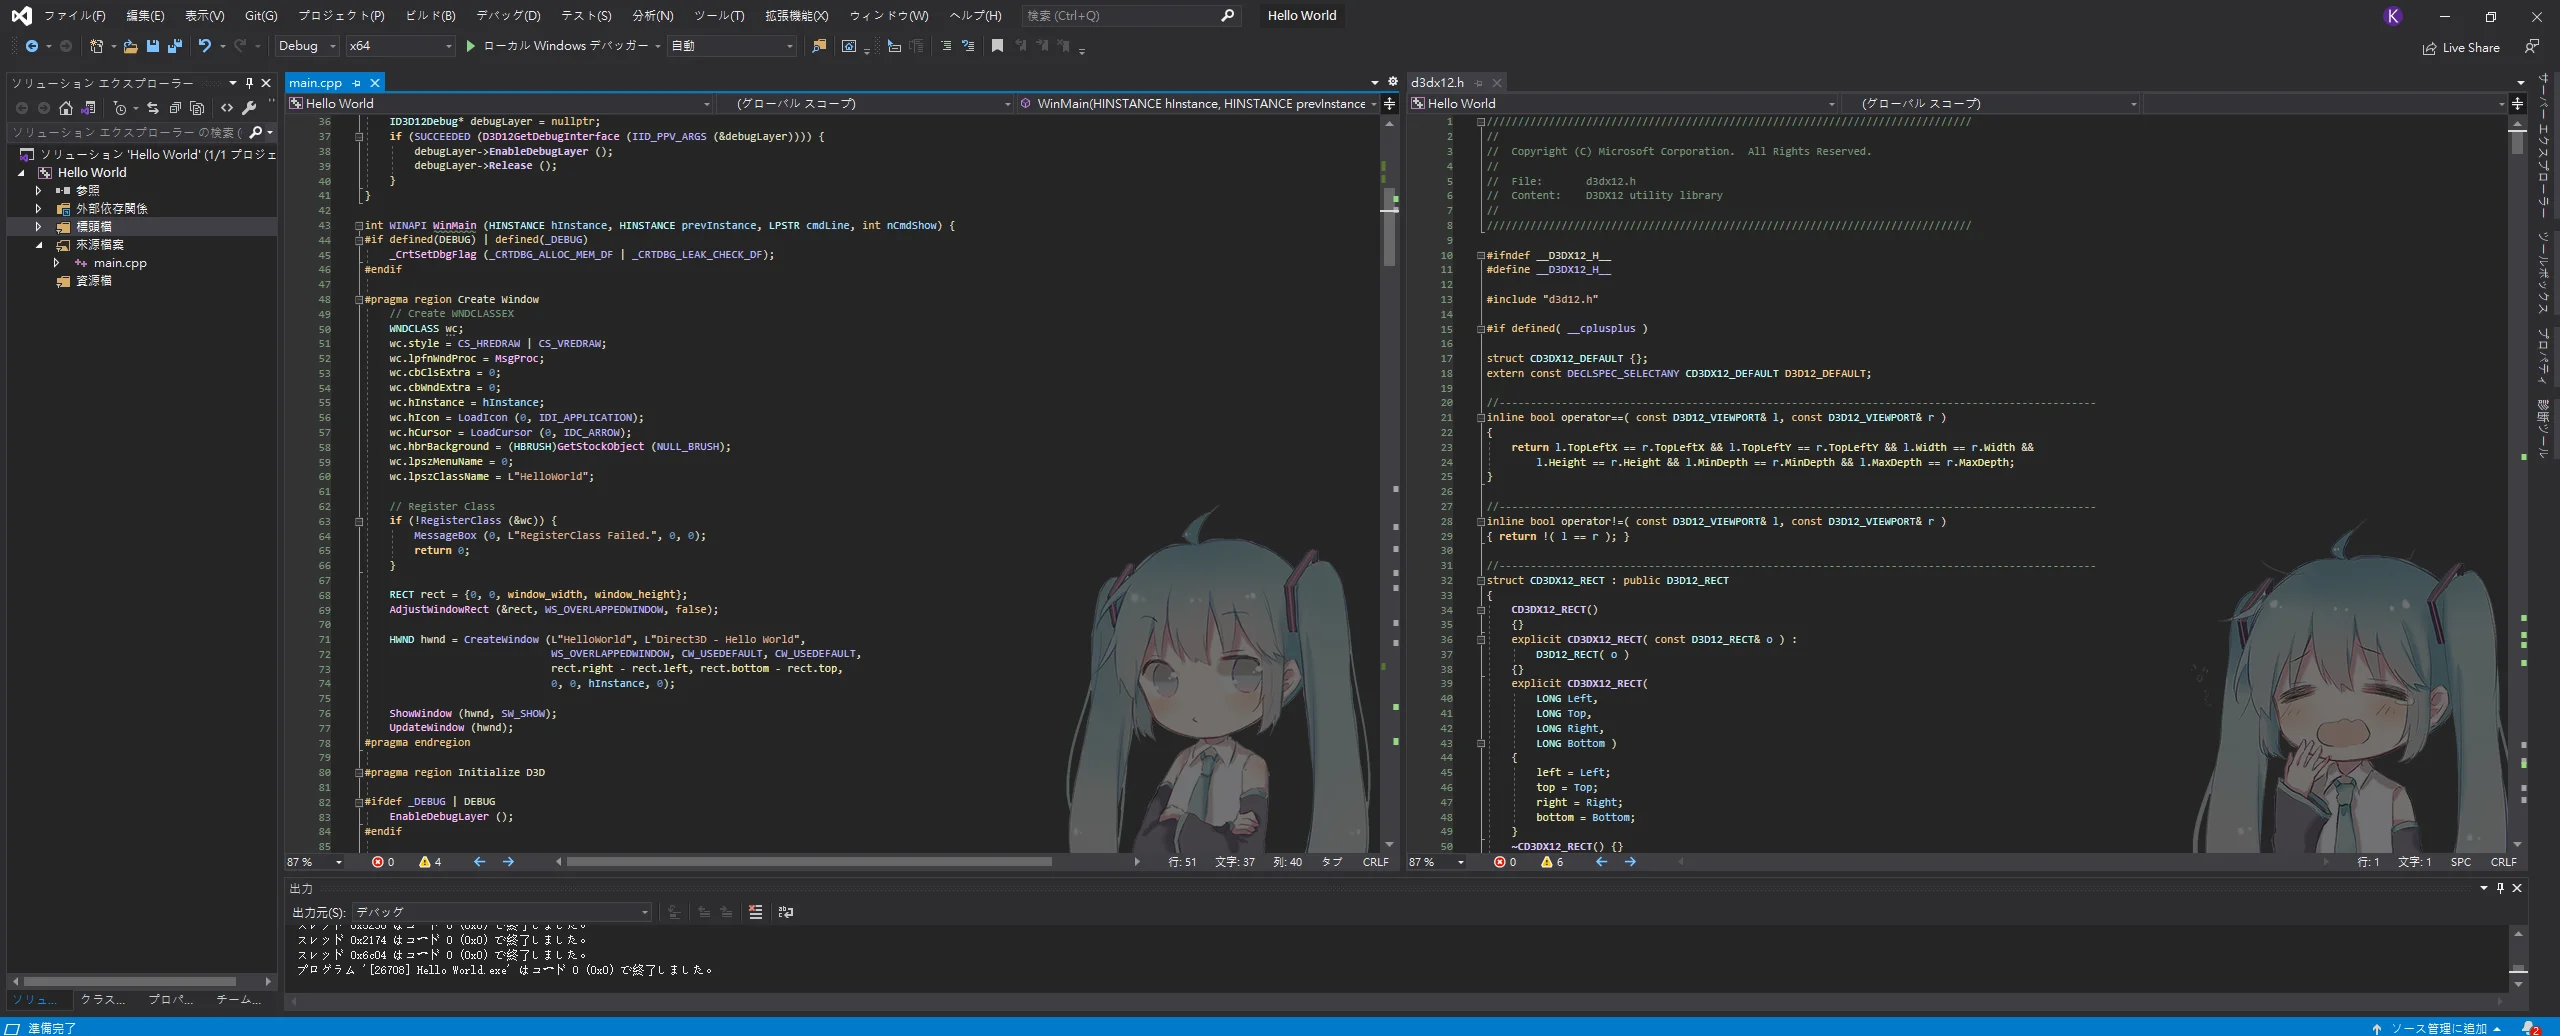 ファイル(F) 編集(E) 表示(V) Git(G) プロジェクト(P) ビルド(B) デバッグ(D) テスト(S) 分析(N) ツール(T) 拡張機能(X) ウィンドウ(W) ヘルプ(H) 検索 (Ctrl+Q) Hello World K
Debug x64 ローカル Windows デバッガー 自動 Live Share
ソリューション エクスプローラー
ソリューション エクスプローラー の検索 (
ソリューション 'Hello World' (1/1 プロジェ
Hello World
参照
外部依存関係
標頭檔
來源檔案
main.cpp
資源檔
ソリュ... クラス... プロパ... チーム...
main.cpp
Hello World (グローバル スコープ) WinMain(HINSTANCE hInstance, HINSTANCE prevInstance
36 ID3D12Debug* debugLayer = nullptr;
37 if (SUCCEEDED (D3D12GetDebugInterface (IID_PPV_ARGS (&debugLayer)))) {
38 debugLayer->EnableDebugLayer ();
39 debugLayer->Release ();
40 }
41 }
42
43 int WINAPI WinMain (HINSTANCE hInstance, HINSTANCE prevInstance, LPSTR cmdLine, int nCmdShow) {
44 #if defined(DEBUG) | defined(_DEBUG)
45 _CrtSetDbgFlag (_CRTDBG_ALLOC_MEM_DF | _CRTDBG_LEAK_CHECK_DF);
46 #endif
47
48 #pragma region Create Window
49 // Create WNDCLASSEX
50 WNDCLASS wc;
51 wc.style = CS_HREDRAW | CS_VREDRAW;
52 wc.lpfnWndProc = MsgProc;
53 wc.cbClsExtra = 0;
54 wc.cbWndExtra = 0;
55 wc.hInstance = hInstance;
56 wc.hIcon = LoadIcon (0, IDI_APPLICATION);
57 wc.hCursor = LoadCursor (0, IDC_ARROW);
58 wc.hbrBackground = (HBRUSH)GetStockObject (NULL_BRUSH);
59 wc.lpszMenuName = 0;
60 wc.lpszClassName = L"HelloWorld";
61
62 // Register Class
63 if (!RegisterClass (&wc)) {
64 MessageBox (0, L"RegisterClass Failed.", 0, 0);
65 return 0;
66 }
67
68 RECT rect = {0, 0, window_width, window_height};
69 AdjustWindowRect (&rect, WS_OVERLAPPEDWINDOW, false);
70
71 HWND hwnd = CreateWindow (L"HelloWorld", L"Direct3D - Hello World",
72 WS_OVERLAPPEDWINDOW, CW_USEDEFAULT, CW_USEDEFAULT,
73 rect.right - rect.left, rect.bottom - rect.top,
74 0, 0, hInstance, 0);
75
76 ShowWindow (hwnd, SW_SHOW);
77 UpdateWindow (hwnd);
78 #pragma endregion
79
80 #pragma region Initialize D3D
81
82 #ifdef _DEBUG | DEBUG
83 EnableDebugLayer ();
84 #endif
85
87 % 0 4 行: 51 文字: 37 列: 40 タブ CRLF
d3dx12.h
Hello World (グローバル スコープ)
1 //////////////////////////////////////////////////////////////////////////////
2 //
3 // Copyright (C) Microsoft Corporation. All Rights Reserved.
4 //
5 // File: d3dx12.h
6 // Content: D3DX12 utility library
7 //
8 //////////////////////////////////////////////////////////////////////////////
9
10 #ifndef __D3DX12_H__
11 #define __D3DX12_H__
12
13 #include "d3d12.h"
14
15 #if defined( __cplusplus )
16
17 struct CD3DX12_DEFAULT {};
18 extern const DECLSPEC_SELECTANY CD3DX12_DEFAULT D3D12_DEFAULT;
19
20 //------------------------------------------------------------------------------------------------
21 inline bool operator==( const D3D12_VIEWPORT& l, const D3D12_VIEWPORT& r )
22 {
23 return l.TopLeftX == r.TopLeftX && l.TopLeftY == r.TopLeftY && l.Width == r.Width &&
24 l.Height == r.Height && l.MinDepth == r.MinDepth && l.MaxDepth == r.MaxDepth;
25 }
26
27 //------------------------------------------------------------------------------------------------
28 inline bool operator!=( const D3D12_VIEWPORT& l, const D3D12_VIEWPORT& r )
29 { return !( l == r ); }
30
31 //------------------------------------------------------------------------------------------------
32 struct CD3DX12_RECT : public D3D12_RECT
33 {
34 CD3DX12_RECT()
35 {}
36 explicit CD3DX12_RECT( const D3D12_RECT& o ) :
37 D3D12_RECT( o )
38 {}
39 explicit CD3DX12_RECT(
40 LONG Left,
41 LONG Top,
42 LONG Right,
43 LONG Bottom )
44 {
45 left = Left;
46 top = Top;
47 right = Right;
48 bottom = Bottom;
49 }
50 ~CD3DX12_RECT() {}
87 % 0 6 行: 1 文字: 1 SPC CRLF
サーバー エクスプローラー
ツールボックス
プロパティ
診断ツール
出力
出力元(S): デバッグ
スレッド 0x2174 はコード 0 (0x0) で終了しました。
スレッド 0x6c04 はコード 0 (0x0) で終了しました。
プログラム '[26708] Hello World.exe' はコード 0 (0x0) で終了しました。
準備完了 ソース管理に追加 2